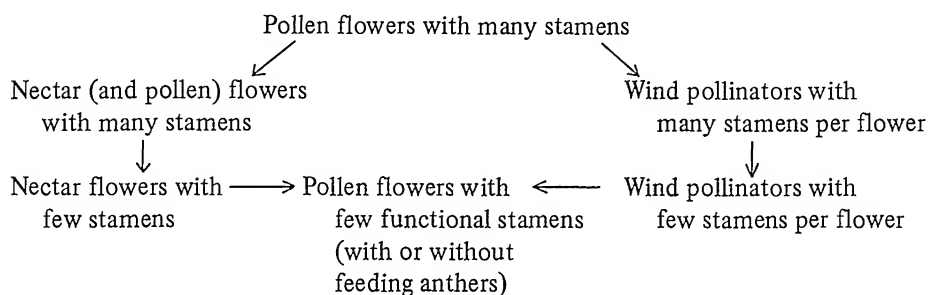 Pollen flowers with many stamens
Nectar (and pollen) flowers
with many stamens
Wind pollinators with
many stamens per flower
Nectar flowers with
few stamens
Pollen flowers with
few functional stamens
(with or without
feeding anthers)
Wind pollinators with
few stamens per flower